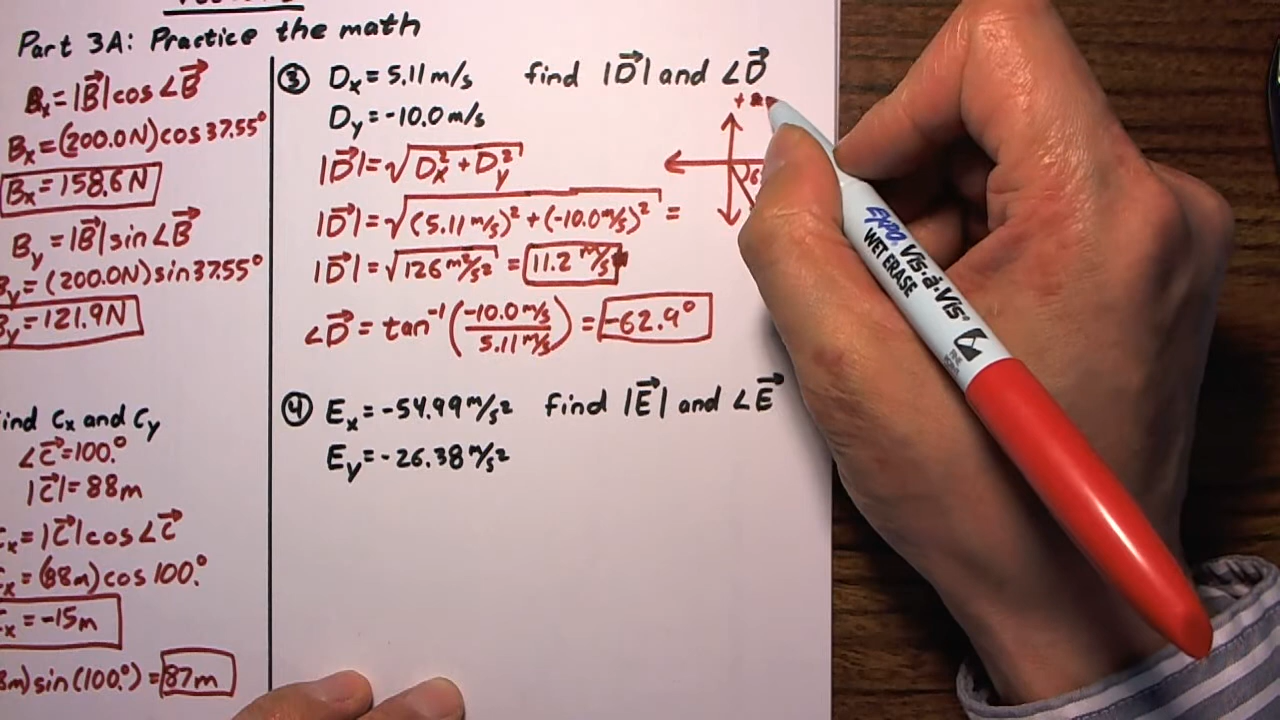 Part 3A: Practice the math
Bx = |B⃗| cos ∠B⃗
Bx = (200.0N) cos 37.55°
Bx = 158.6 N
By = |B⃗| sin ∠B⃗
By = (200.0N) sin 37.55°
By = 121.9N
ind Cx and Cy
∠C⃗ = 100.°
|C⃗| = 88m
Cx = |C⃗| cos ∠C⃗
Cx = (88m) cos 100.°
Cx = -15m
8m) sin (100.°) = 87m
③ Dx = 5.11 m/s find |D⃗| and ∠D⃗
Dy = -10.0 m/s
|D⃗| = √(Dx² + Dy²)
|D⃗| = √((5.11 m/s)² + (-10.0 m/s)²) =
|D⃗| = √(126 m²/s²) = 11.2 m/s
∠D⃗ = tan⁻¹(-10.0 m/s / 5.11 m/s) = -62.9°
④ Ex = -54.99 m/s² find |E⃗| and ∠E⃗
Ey = -26.38 m/s²
6
EXPO. Vis-à-Vis®
WET ERASE
FINE POINT